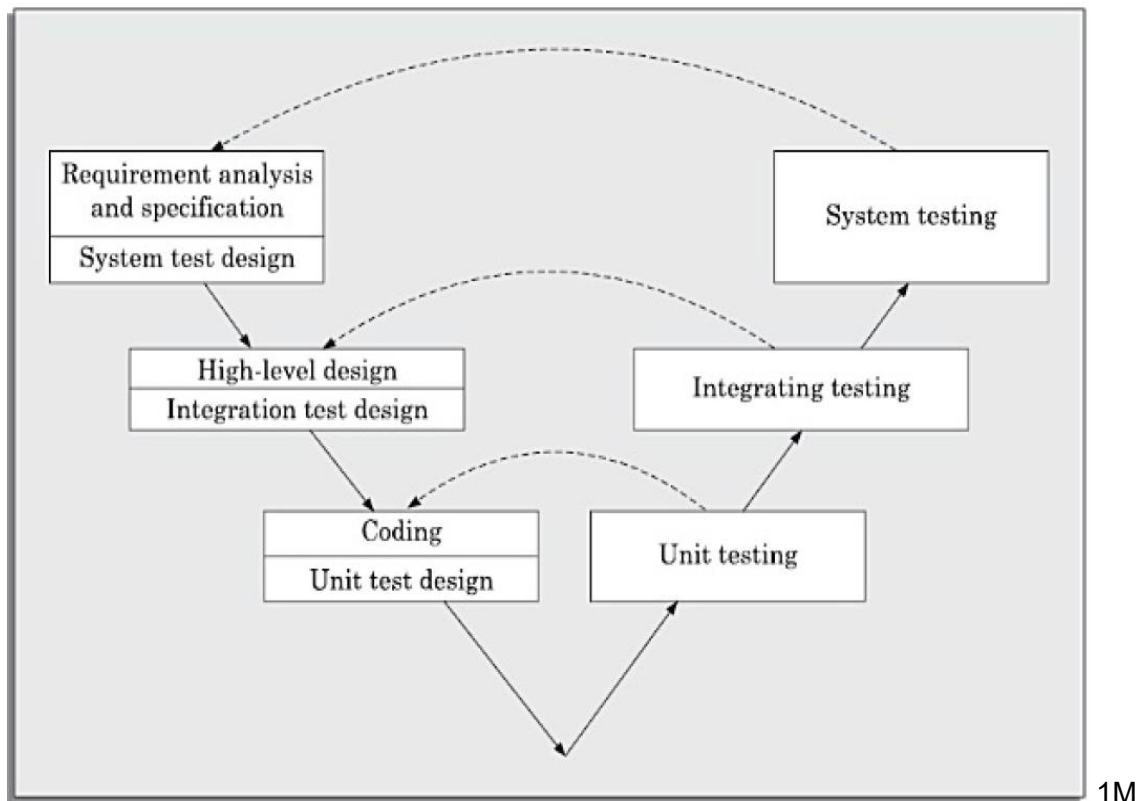 Requirement analysis
and specification
System test design
System testing
High-level design
Integration test design
Integrating testing
Coding
Unit test design
Unit testing
1M